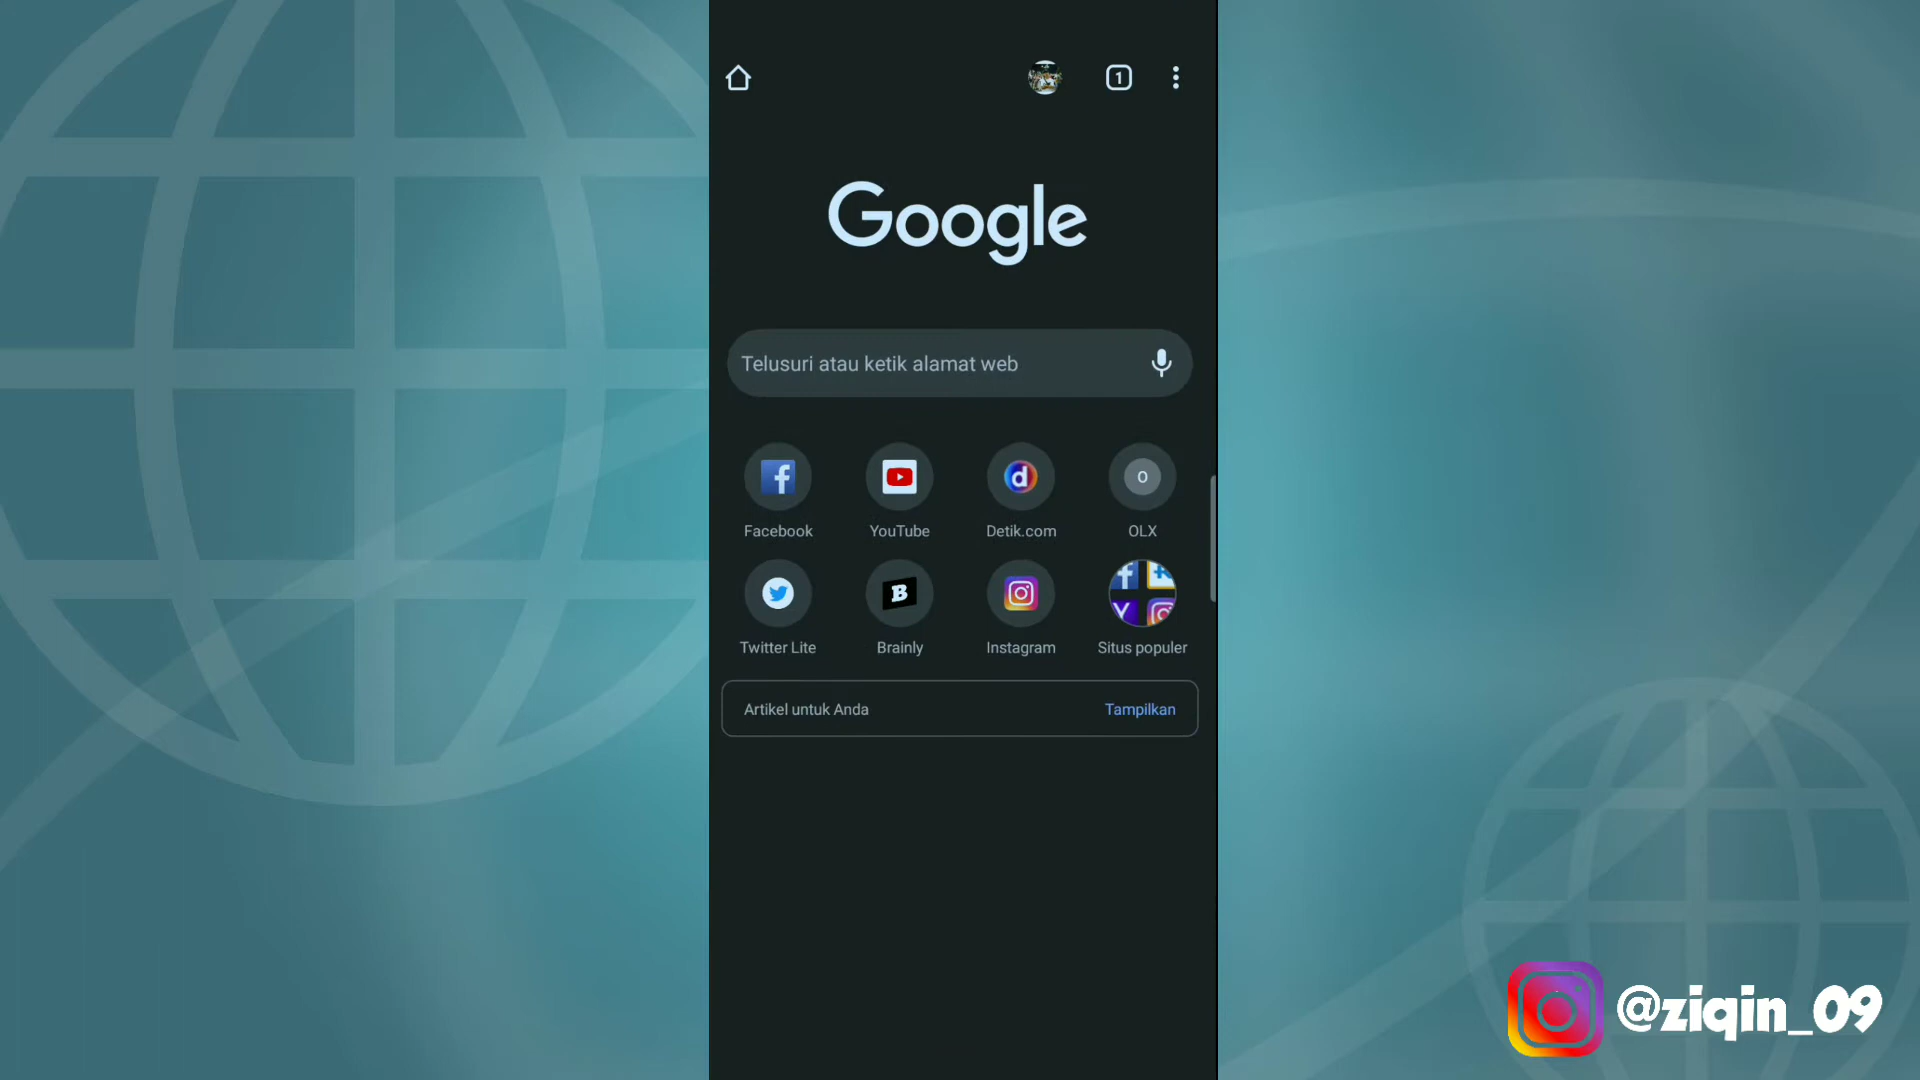 1
Google
Telusuri atau ketik alamat web
Facebook
YouTube
Detik.com
O
OLX
Twitter Lite
Brainly
Instagram
Situs populer
Artikel untuk Anda
Tampilkan
@ziqin_09